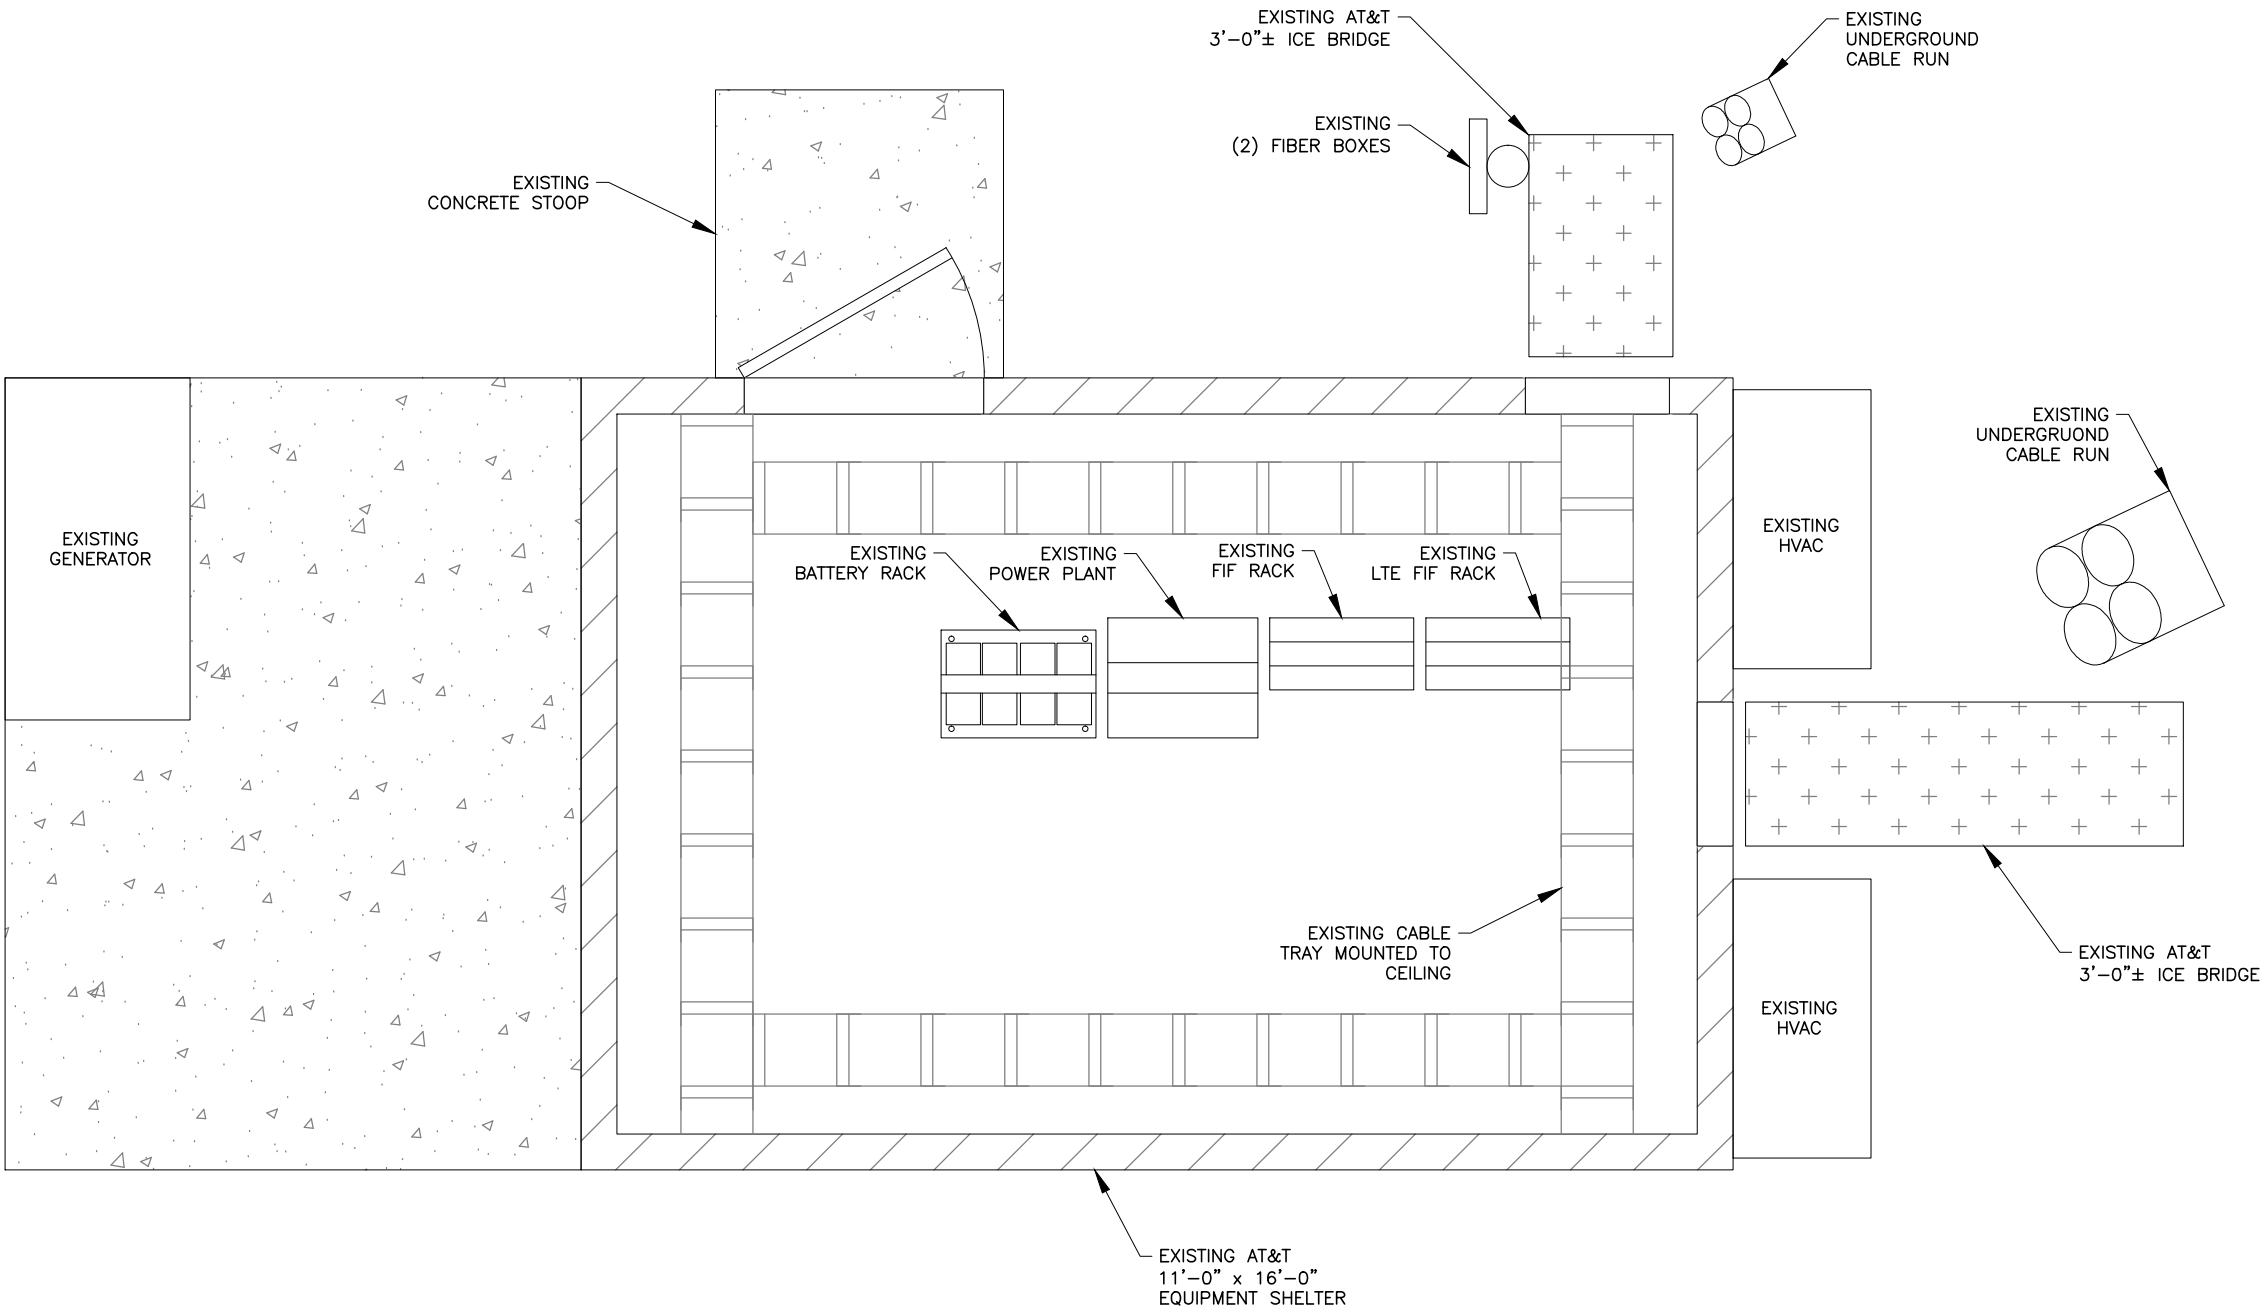 EXISTING AT&T
3'-0"± ICE BRIDGE
EXISTING
UNDERGROUND
CABLE RUN
EXISTING
(2) FIBER BOXES
EXISTING
CONCRETE STOOP
EXISTING
UNDERGRUOND
CABLE RUN
EXISTING
GENERATOR
EXISTING
HVAC
EXISTING
BATTERY RACK
EXISTING
POWER PLANT
EXISTING
FIF RACK
EXISTING
LTE FIF RACK
EXISTING CABLE
TRAY MOUNTED TO
CEILING
EXISTING AT&T
3'-0"± ICE BRIDGE
EXISTING
HVAC
EXISTING AT&T
11'-0" x 16'-0"
EQUIPMENT SHELTER